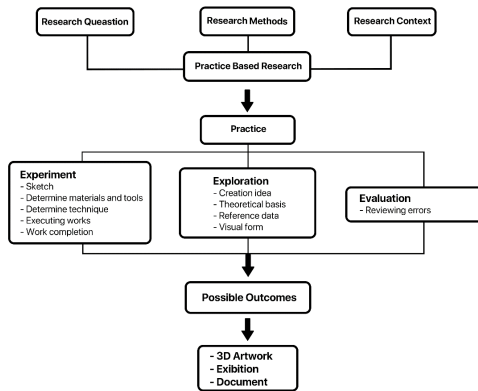 Research Queastion
Research Methods
Research Context
Practice Based Research
Practice
Experiment
- Sketch
- Determine materials and tools
- Determine technique
- Executing works
- Work completion
Exploration
- Creation idea
- Theoretical basis
- Reference data
- Visual form
Evaluation
- Reviewing errors
Possible Outcomes
- 3D Artwork
- Exibition
- Document